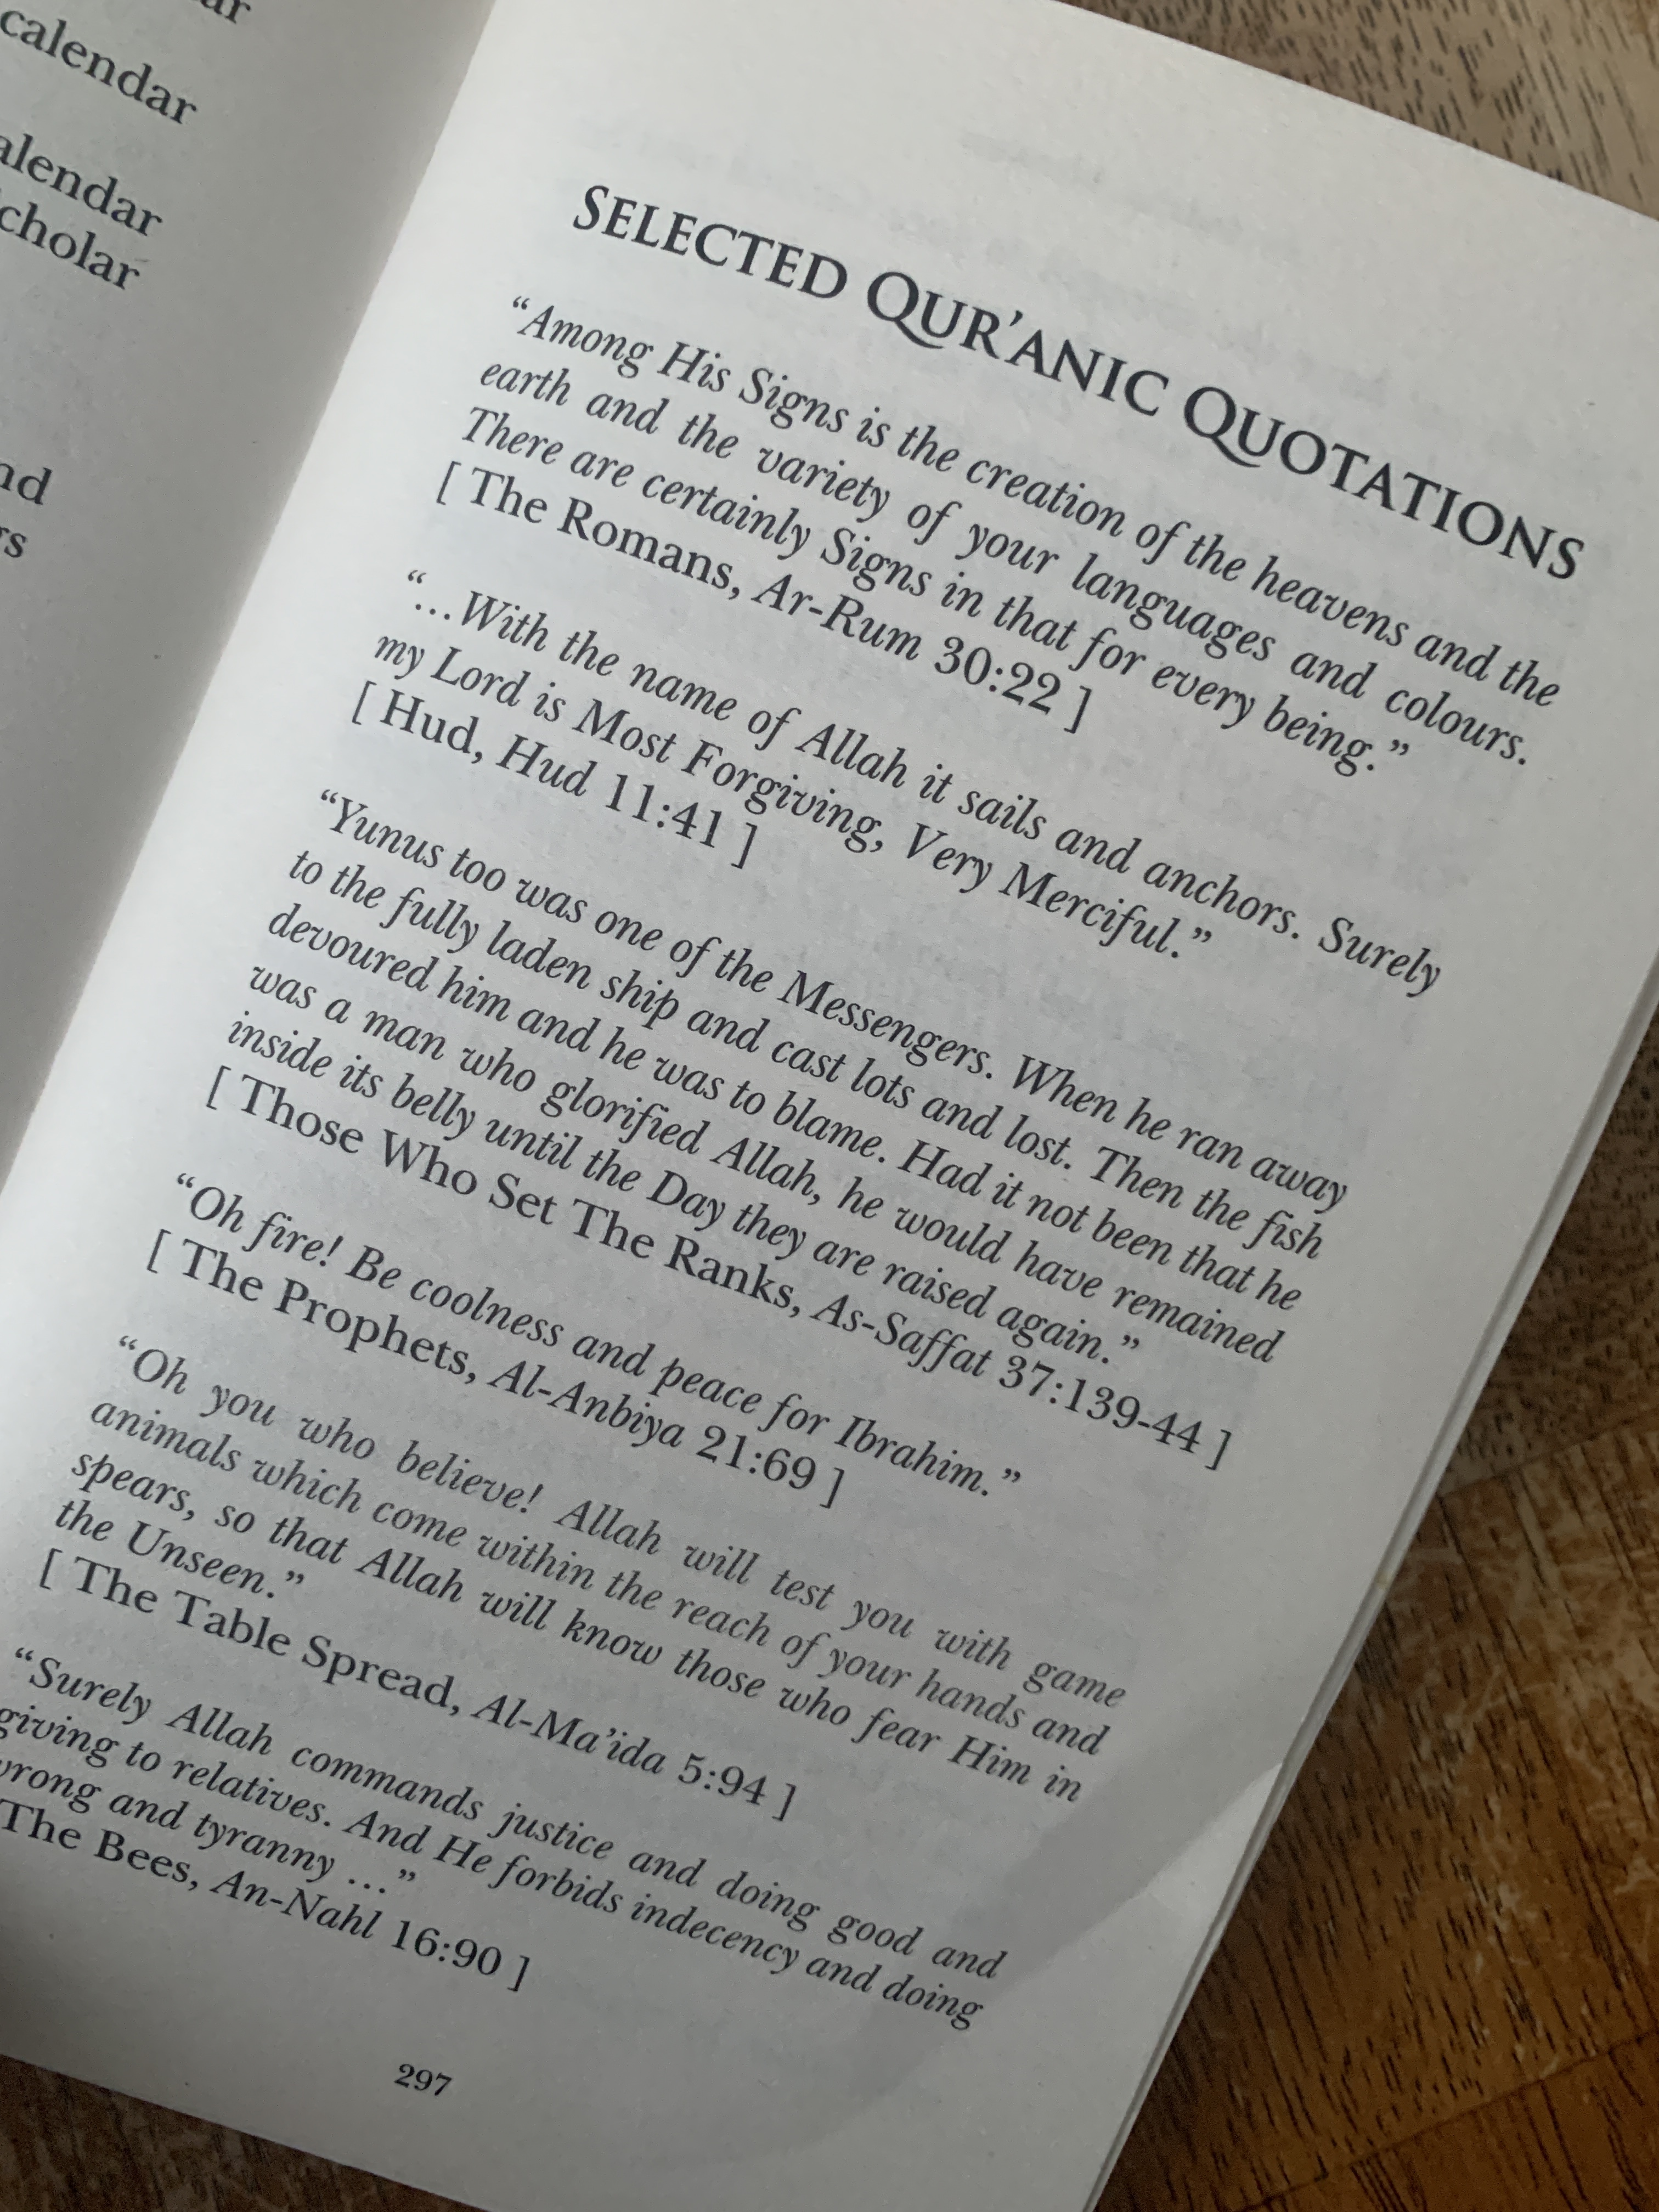 calendar
SELECTED QUR’ANIC QUOTATIONS
“Among His Signs is the creation of the heavens and the
earth and the variety of your languages and colours.
There are certainly Signs in that for every being.”
[ The Romans, Ar-Rum 30:22 ]
“…With the name of Allah it sails and anchors. Surely
my Lord is Most Forgiving, Very Merciful.”
[ Hud, Hud 11:41 ]
“Yunus too was one of the Messengers. When he ran away
to the fully laden ship and cast lots and lost. Then the fish
devoured him and he was to blame. Had it not been that he
was a man who glorified Allah, he would have remained
inside its belly until the Day they are raised again.”
[ Those Who Set The Ranks, As-Saffat 37:139-44 ]
“Oh fire! Be coolness and peace for Ibrahim.”
[ The Prophets, Al-Anbiya 21:69 ]
“Oh you who believe! Allah will test you with game
animals which come within the reach of your hands and
spears, so that Allah will know those who fear Him in
the Unseen.”
[ The Table Spread, Al-Ma’ida 5:94 ]
“Surely Allah commands justice and doing good and
giving to relatives. And He forbids indecency and doing
wrong and tyranny …”
The Bees, An-Nahl 16:90 ]
297